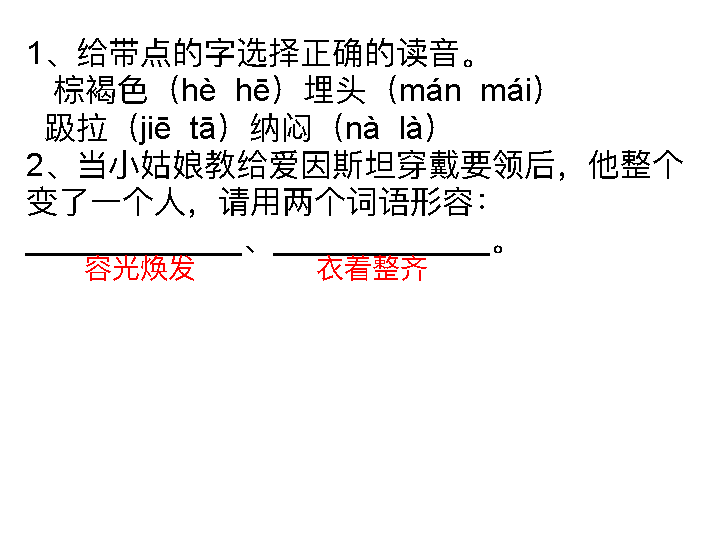 1、给带点的字选择正确的读音。
棕褐色（hè hē）埋头（mán mái）
趿拉（jiē tā）纳闷（nà là）
2、当小姑娘教给爱因斯坦穿戴要领后，他整个
变了一个人，请用两个词语形容：
____________、____________。
容光焕发 衣着整齐